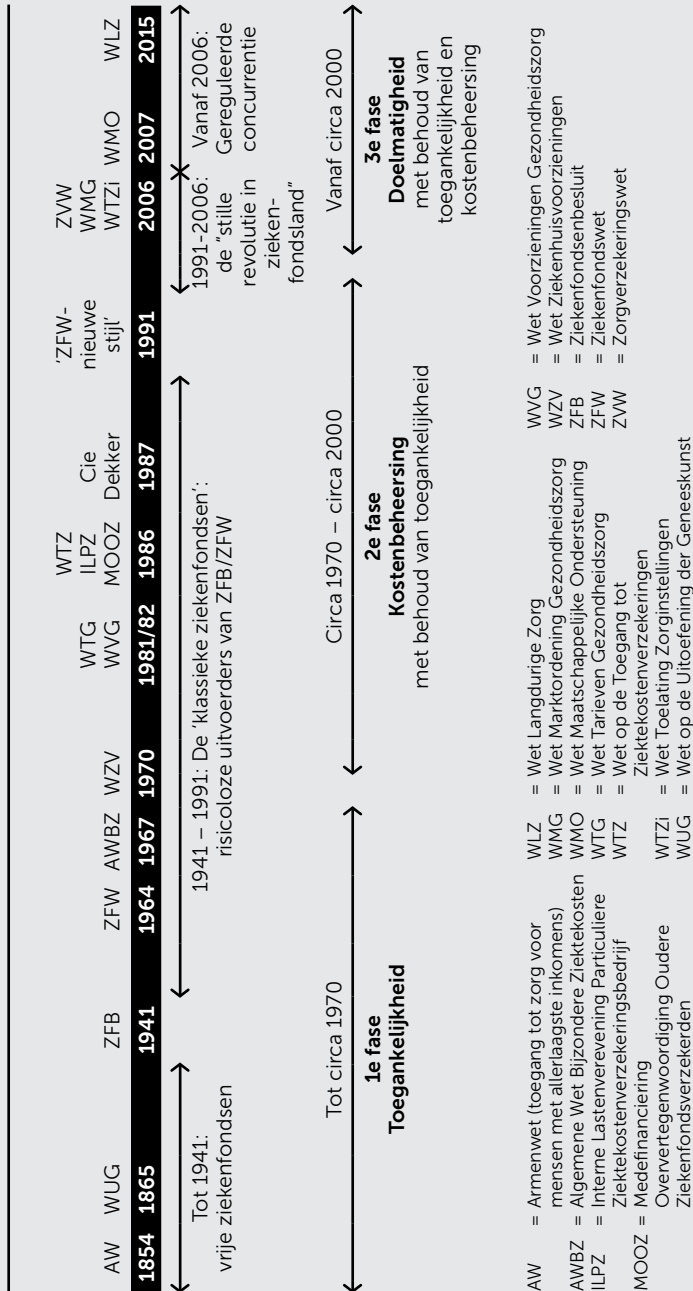 AW WUG ZFB ZFW AWBZ WZV WTG WVG WTZ ILPZ MOOZ Cie Dekker 'ZFW-nieuwe stijl' ZVW WMG WTZi WMO WLZ
1854 1865 1941 1964 1967 1970 1981/82 1986 1987 1991 2006 2007 2015
Tot 1941:
vrije ziekenfondsen
1941 – 1991: De 'klassieke ziekenfondsen':
risicoloze uitvoerders van ZFB/ZFW
1991-2006:
de "stille
revolutie in
zieken-
fondsland"
Vanaf 2006:
Gereguleerde
concurrentie
Tot circa 1970
1e fase
Toegankelijkheid
Circa 1970 – circa 2000
2e fase
Kostenbeheersing
met behoud van toegankelijkheid
Vanaf circa 2000
3e fase
Doelmatigheid
met behoud van
toegankelijkheid en
kostenbeheersing
AW = Armenwet (toegang tot zorg voor
mensen met allerlaagste inkomens)
AWBZ = Algemene Wet Bijzondere Ziektekosten
ILPZ = Interne Lastenverevening Particuliere
Ziektekostenverzekeringsbedrijf
MOOZ = Medefinanciering
Oververtegenwoordiging Oudere
Ziekenfondsverzekerden
WLZ = Wet Langdurige Zorg
WMG = Wet Marktordening Gezondheidszorg
WMO = Wet Maatschappelijke Ondersteuning
WTG = Wet Tarieven Gezondheidszorg
WTZ = Wet op de Toegang tot
Ziektekostenverzekeringen
WTZi = Wet Toelating Zorginstellingen
WUG = Wet op de Uitoefening der Geneeskunst
WVG = Wet Voorzieningen Gezondheidszorg
WZV = Wet Ziekenhuisvoorzieningen
ZFB = Ziekenfondsenbesluit
ZFW = Ziekenfondswet
ZVW = Zorgverzekeringswet